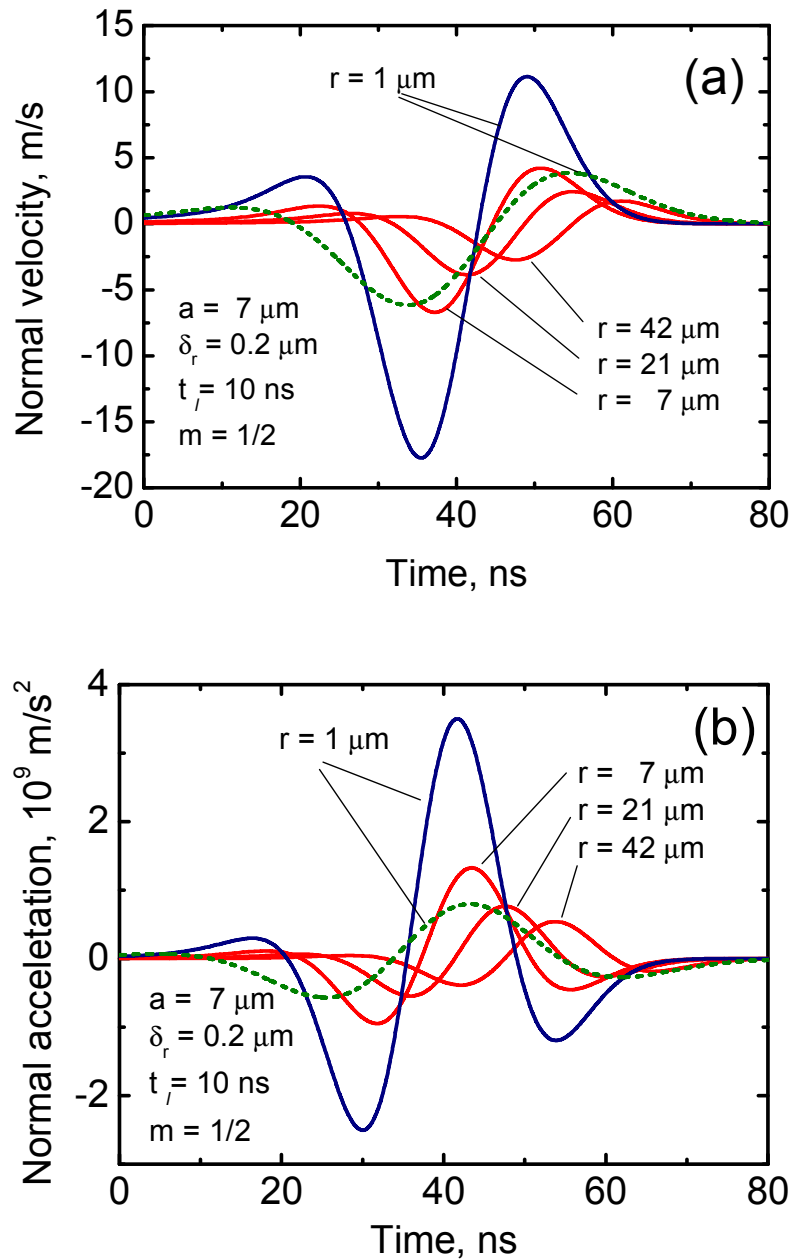 (a)
r = 1 μm
15
10
5
0
-5
-10
-15
-20
Normal velocity, m/s
a = 7 μm
δr = 0.2 μm
t l = 10 ns
m = 1/2
r = 42 μm
r = 21 μm
r = 7 μm
0 20 40 60 80
Time, ns
(b)
r = 1 μm
r = 7 μm
r = 21 μm
r = 42 μm
4
2
0
-2
Normal acceletation, 10⁹ m/s²
a = 7 μm
δr = 0.2 μm
t l = 10 ns
m = 1/2
0 20 40 60 80
Time, ns